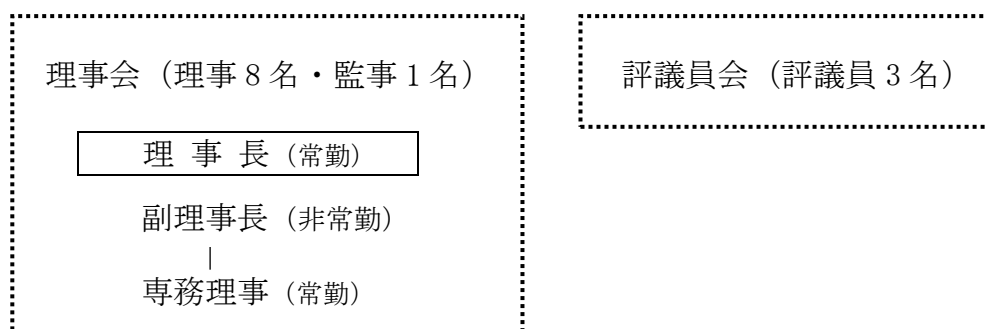 理事会（理事８名・監事１名）
評議員会（評議員３名）
理 事 長（常勤）
副理事長（非常勤）
専務理事（常勤）